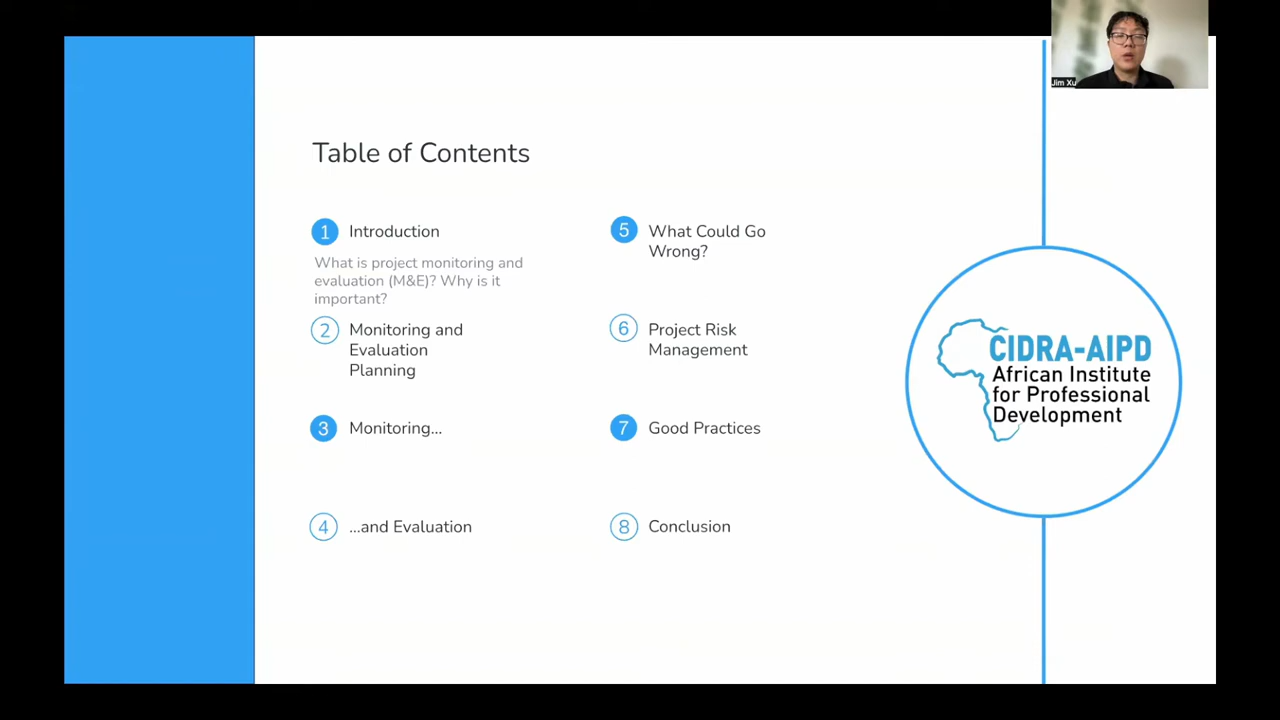 Jim Xu
Table of Contents
1 Introduction
What is project monitoring and
evaluation (M&E)? Why is it
important?
2 Monitoring and
Evaluation
Planning
3 Monitoring...
4 ...and Evaluation
5 What Could Go
Wrong?
6 Project Risk
Management
7 Good Practices
8 Conclusion
CIDRA-AIPD
African Institute
for Professional
Development